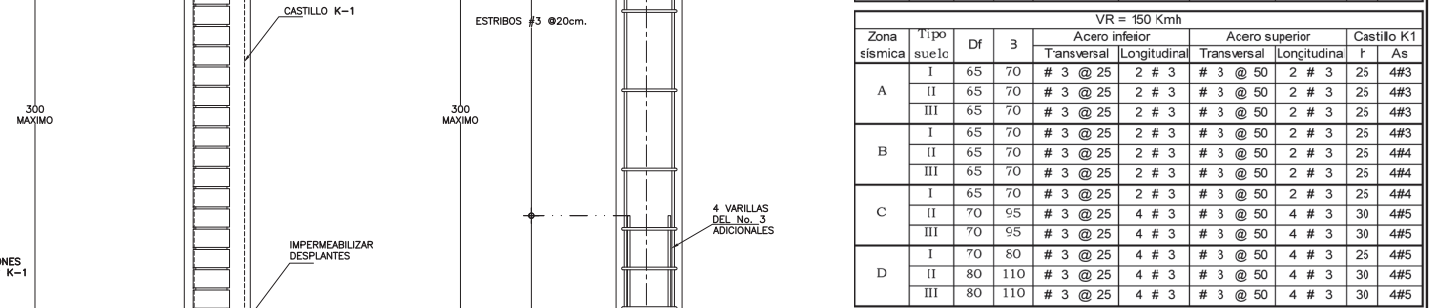 CASTILLO K-1
ESTRIBOS #3 @20cm.
300
MAXIMO
300
MAXIMO
4 VARILLAS
DEL No. 3
ADICIONALES
IMPERMEABILIZAR
DESPLANTES
K-1
VR = 150 Kmh
Zona sísmica Tipo suelo Df B Acero inferior Acero superior Castillo K1
Transversal Longitudinal Transversal Longitudinal h As
A I 65 70 # 3 @ 25 2 # 3 # 3 @ 50 2 # 3 25 4#3
II 65 70 # 3 @ 25 2 # 3 # 3 @ 50 2 # 3 25 4#3
III 65 70 # 3 @ 25 2 # 3 # 3 @ 50 2 # 3 25 4#3
B I 65 70 # 3 @ 25 2 # 3 # 3 @ 50 2 # 3 25 4#3
II 65 70 # 3 @ 25 2 # 3 # 3 @ 50 2 # 3 25 4#4
III 65 70 # 3 @ 25 2 # 3 # 3 @ 50 2 # 3 25 4#4
C I 65 70 # 3 @ 25 2 # 3 # 3 @ 50 2 # 3 25 4#4
II 70 95 # 3 @ 25 4 # 3 # 3 @ 50 4 # 3 30 4#5
III 70 95 # 3 @ 25 4 # 3 # 3 @ 50 4 # 3 30 4#5
D I 70 80 # 3 @ 25 4 # 3 # 3 @ 50 4 # 3 25 4#5
II 80 110 # 3 @ 25 4 # 3 # 3 @ 50 4 # 3 30 4#5
III 80 110 # 3 @ 25 4 # 3 # 3 @ 50 4 # 3 30 4#5